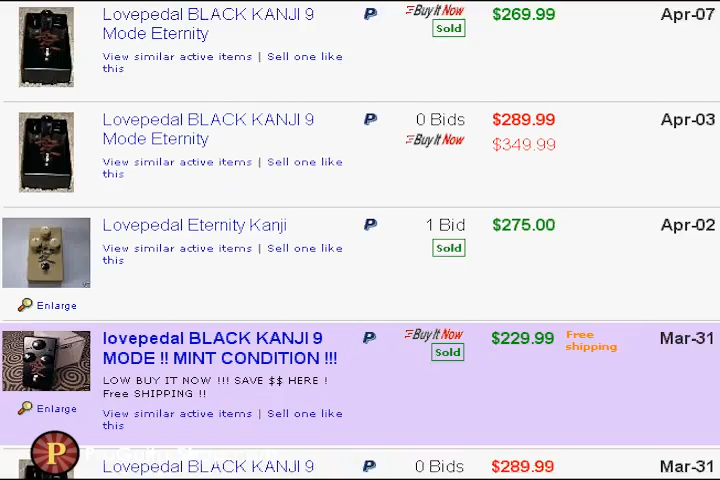 Lovepedal BLACK KANJI 9
Mode Eternity
View similar active items | Sell one like
this
Buy It Now
Sold
$269.99
Apr-07
Lovepedal BLACK KANJI 9
Mode Eternity
View similar active items | Sell one like
this
0 Bids
Buy It Now
$289.99
$349.99
Apr-03
Lovepedal Eternity Kanji
View similar active items | Sell one like
this
Enlarge
1 Bid
Sold
$275.00
Apr-02
lovepedal BLACK KANJI 9
MODE !! MINT CONDITION !!!
LOW BUY IT NOW !!! SAVE $$ HERE !
Free SHIPPING !!
View similar active items | Sell one like
this
Enlarge
Buy It Now
Sold
$229.99
Free
shipping
Mar-31
P
Lovepedal BLACK KANJI 9
0 Bids
$289.99
Mar-31